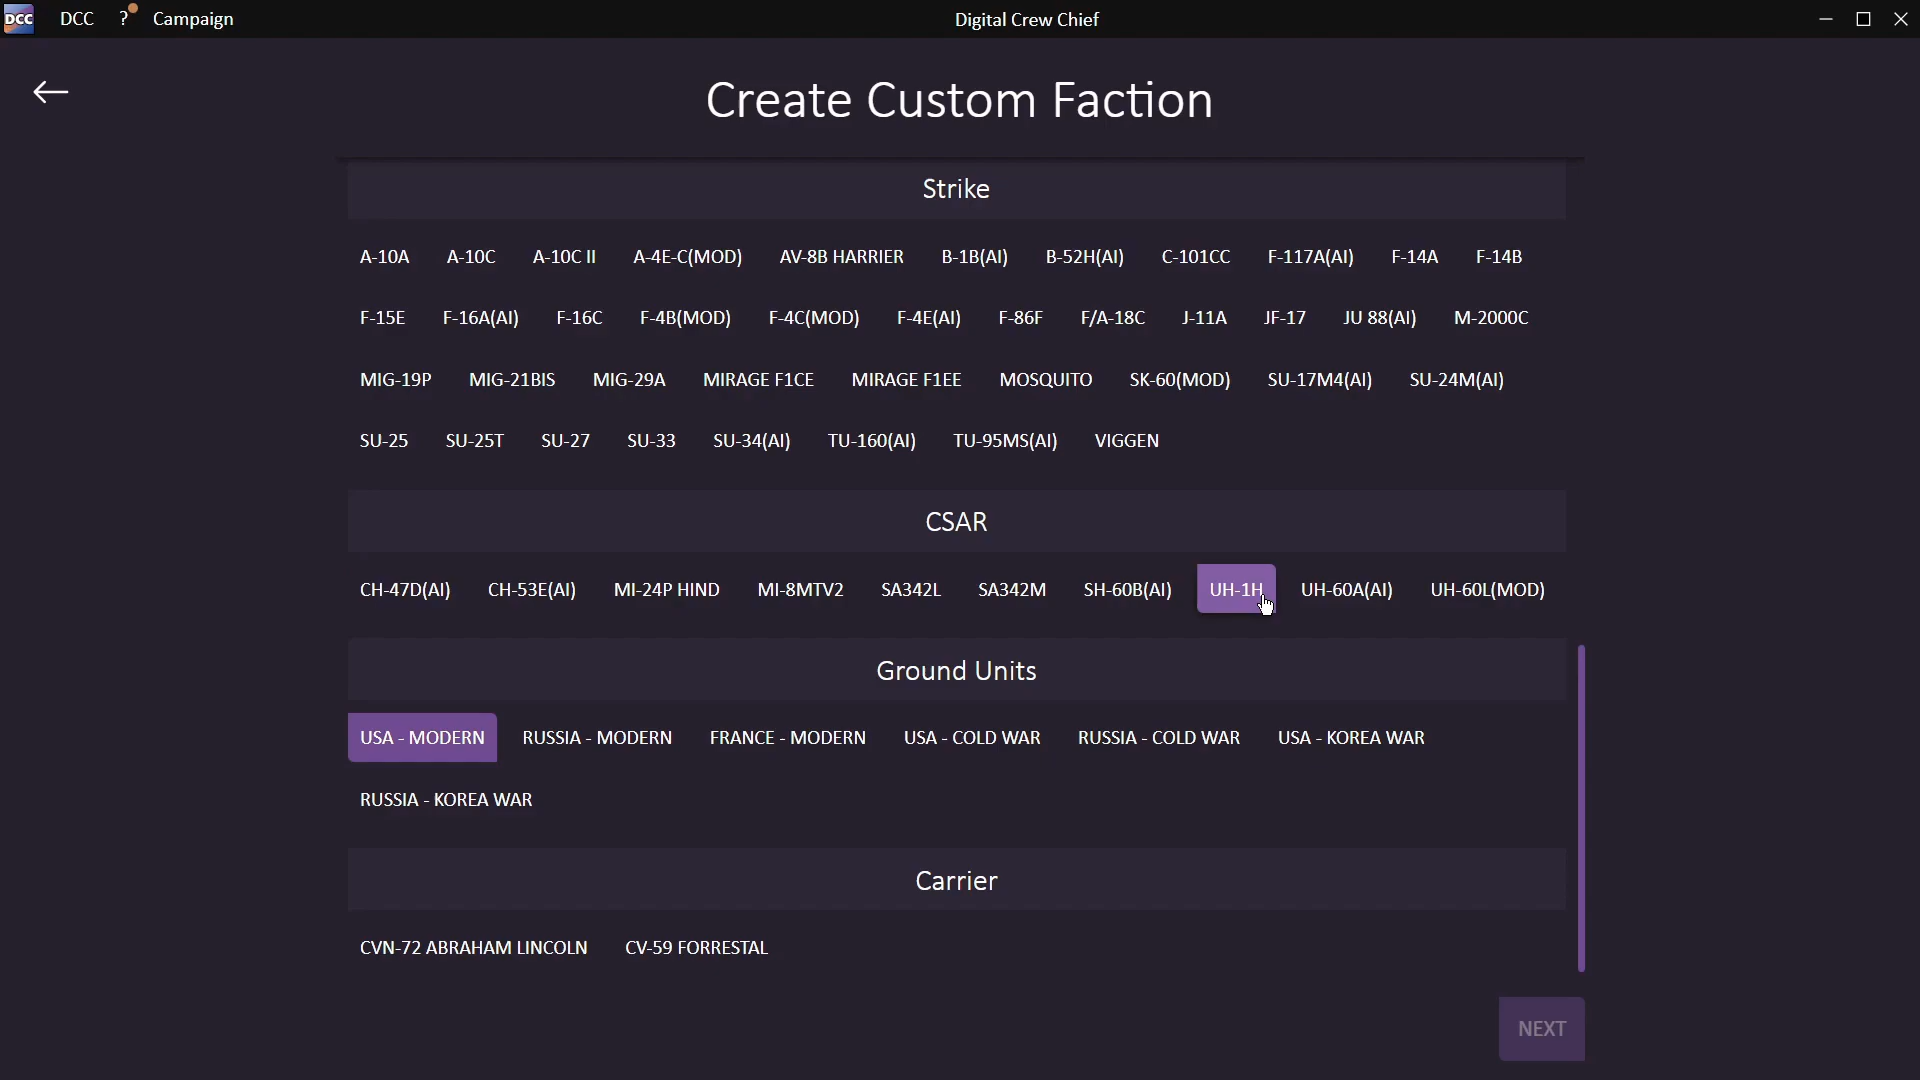 DCC DCC ? Campaign Digital Crew Chief
Create Custom Faction
Strike
A-10A A-10C A-10C II A-4E-C(MOD) AV-8B HARRIER B-1B(AI) B-52H(AI) C-101CC F-117A(AI) F-14A F-14B
F-15E F-16A(AI) F-16C F-4B(MOD) F-4C(MOD) F-4E(AI) F-86F F/A-18C J-11A JF-17 JU 88(AI) M-2000C
MIG-19P MIG-21BIS MIG-29A MIRAGE F1CE MIRAGE F1EE MOSQUITO SK-60(MOD) SU-17M4(AI) SU-24M(AI)
SU-25 SU-25T SU-27 SU-33 SU-34(AI) TU-160(AI) TU-95MS(AI) VIGGEN
CSAR
CH-47D(AI) CH-53E(AI) MI-24P HIND MI-8MTV2 SA342L SA342M SH-60B(AI) UH-1H UH-60A(AI) UH-60L(MOD)
Ground Units
USA - MODERN RUSSIA - MODERN FRANCE - MODERN USA - COLD WAR RUSSIA - COLD WAR USA - KOREA WAR
RUSSIA - KOREA WAR
Carrier
CVN-72 ABRAHAM LINCOLN CV-59 FORRESTAL
NEXT